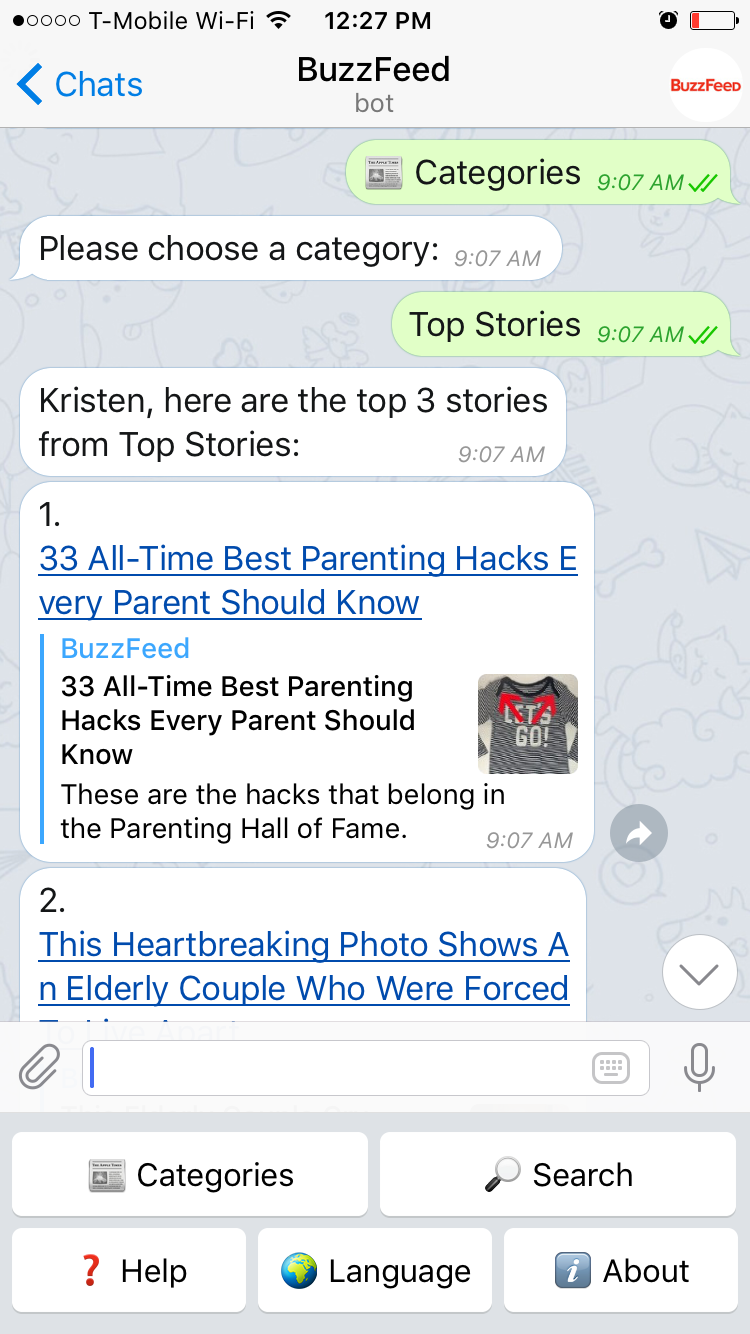 T-Mobile Wi-Fi 12:27 PM
Chats
BuzzFeed
bot
BuzzFeed
Categories 9:07 AM
Please choose a category: 9:07 AM
Top Stories 9:07 AM
Kristen, here are the top 3 stories
from Top Stories: 9:07 AM
1.
33 All-Time Best Parenting Hacks E
very Parent Should Know
BuzzFeed
33 All-Time Best Parenting
Hacks Every Parent Should
Know
LET'S
GO!
These are the hacks that belong in
the Parenting Hall of Fame. 9:07 AM
2.
This Heartbreaking Photo Shows A
n Elderly Couple Who Were Forced
To Live Apart
Categories
Search
? Help
Language
i About